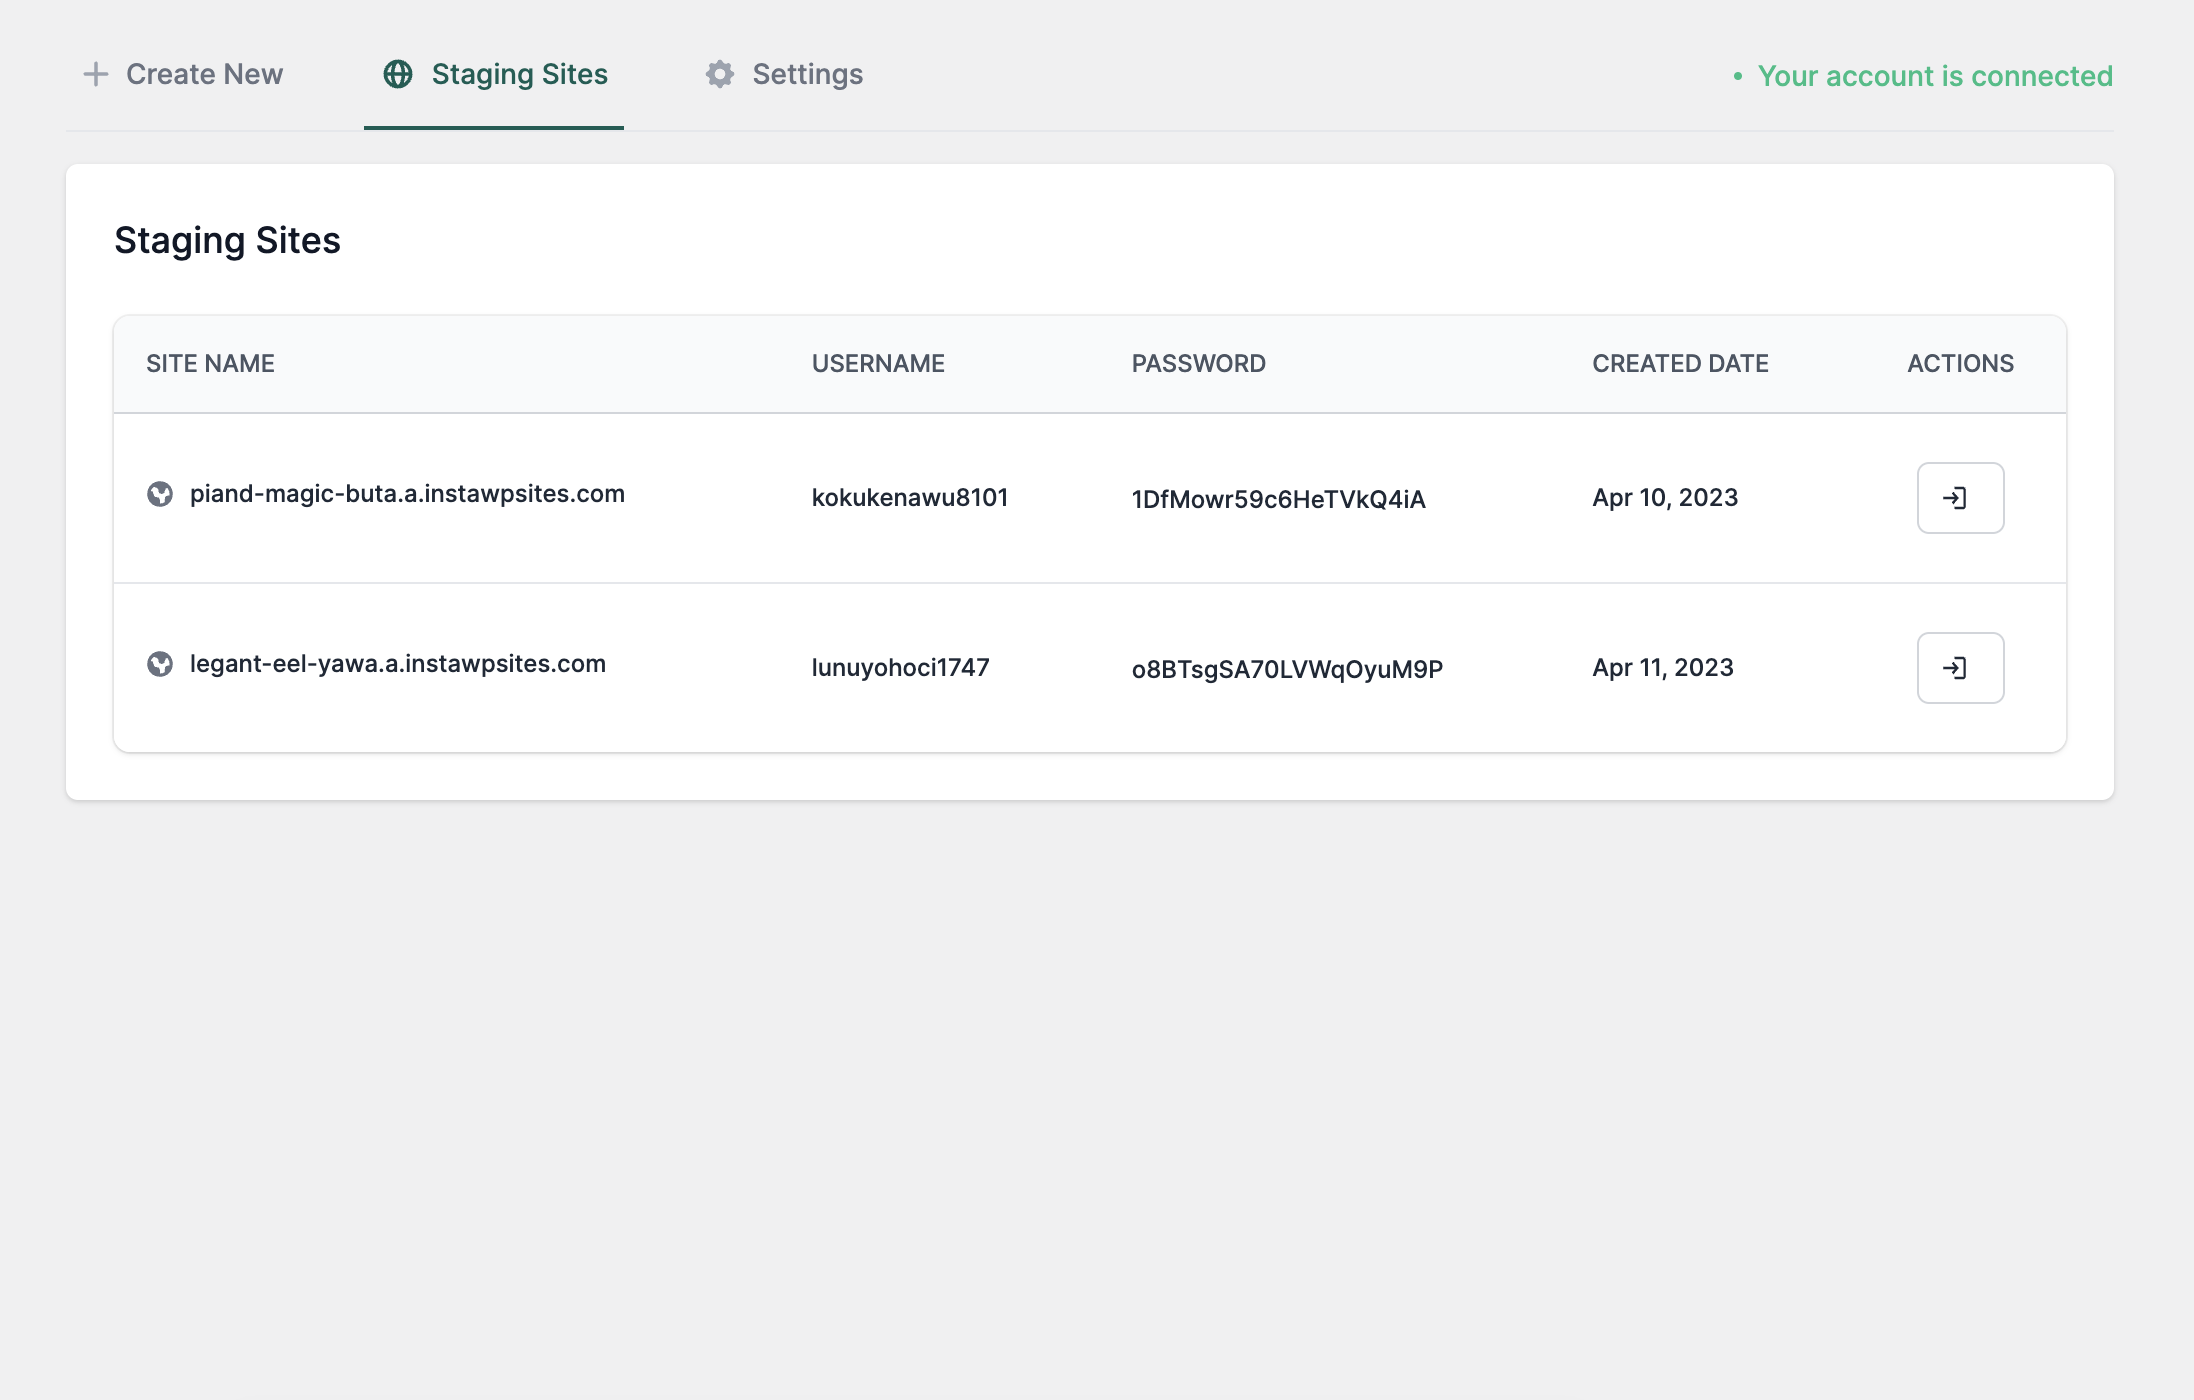 Create New
Staging Sites
Settings
• Your account is connected
Staging Sites
SITE NAME USERNAME PASSWORD CREATED DATE ACTIONS
piand-magic-buta.a.instawpsites.com kokukenawu8101 1DfMowr59c6HeTVkQ4iA Apr 10, 2023
legant-eel-yawa.a.instawpsites.com lunuyohoci1747 o8BTsgSA70LVWqOyuM9P Apr 11, 2023